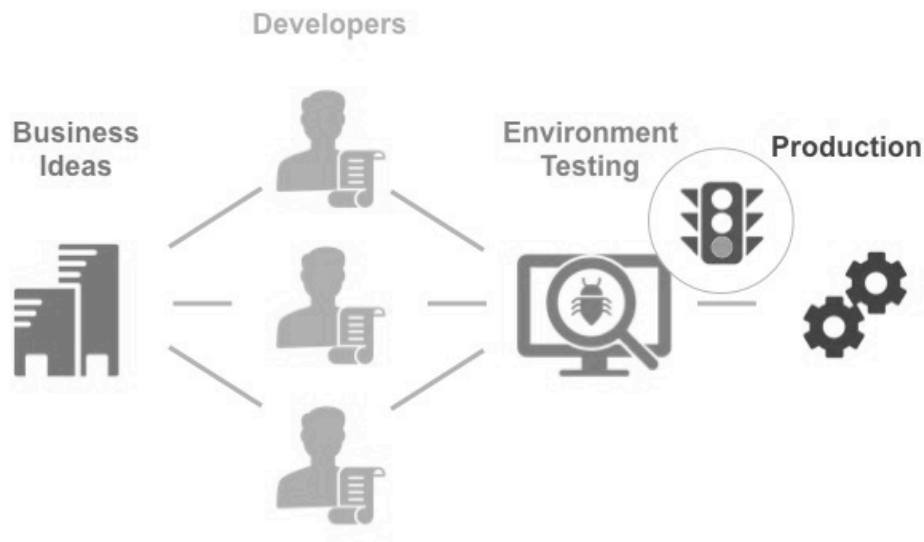 Developers
Business
Ideas
Environment
Testing
Production